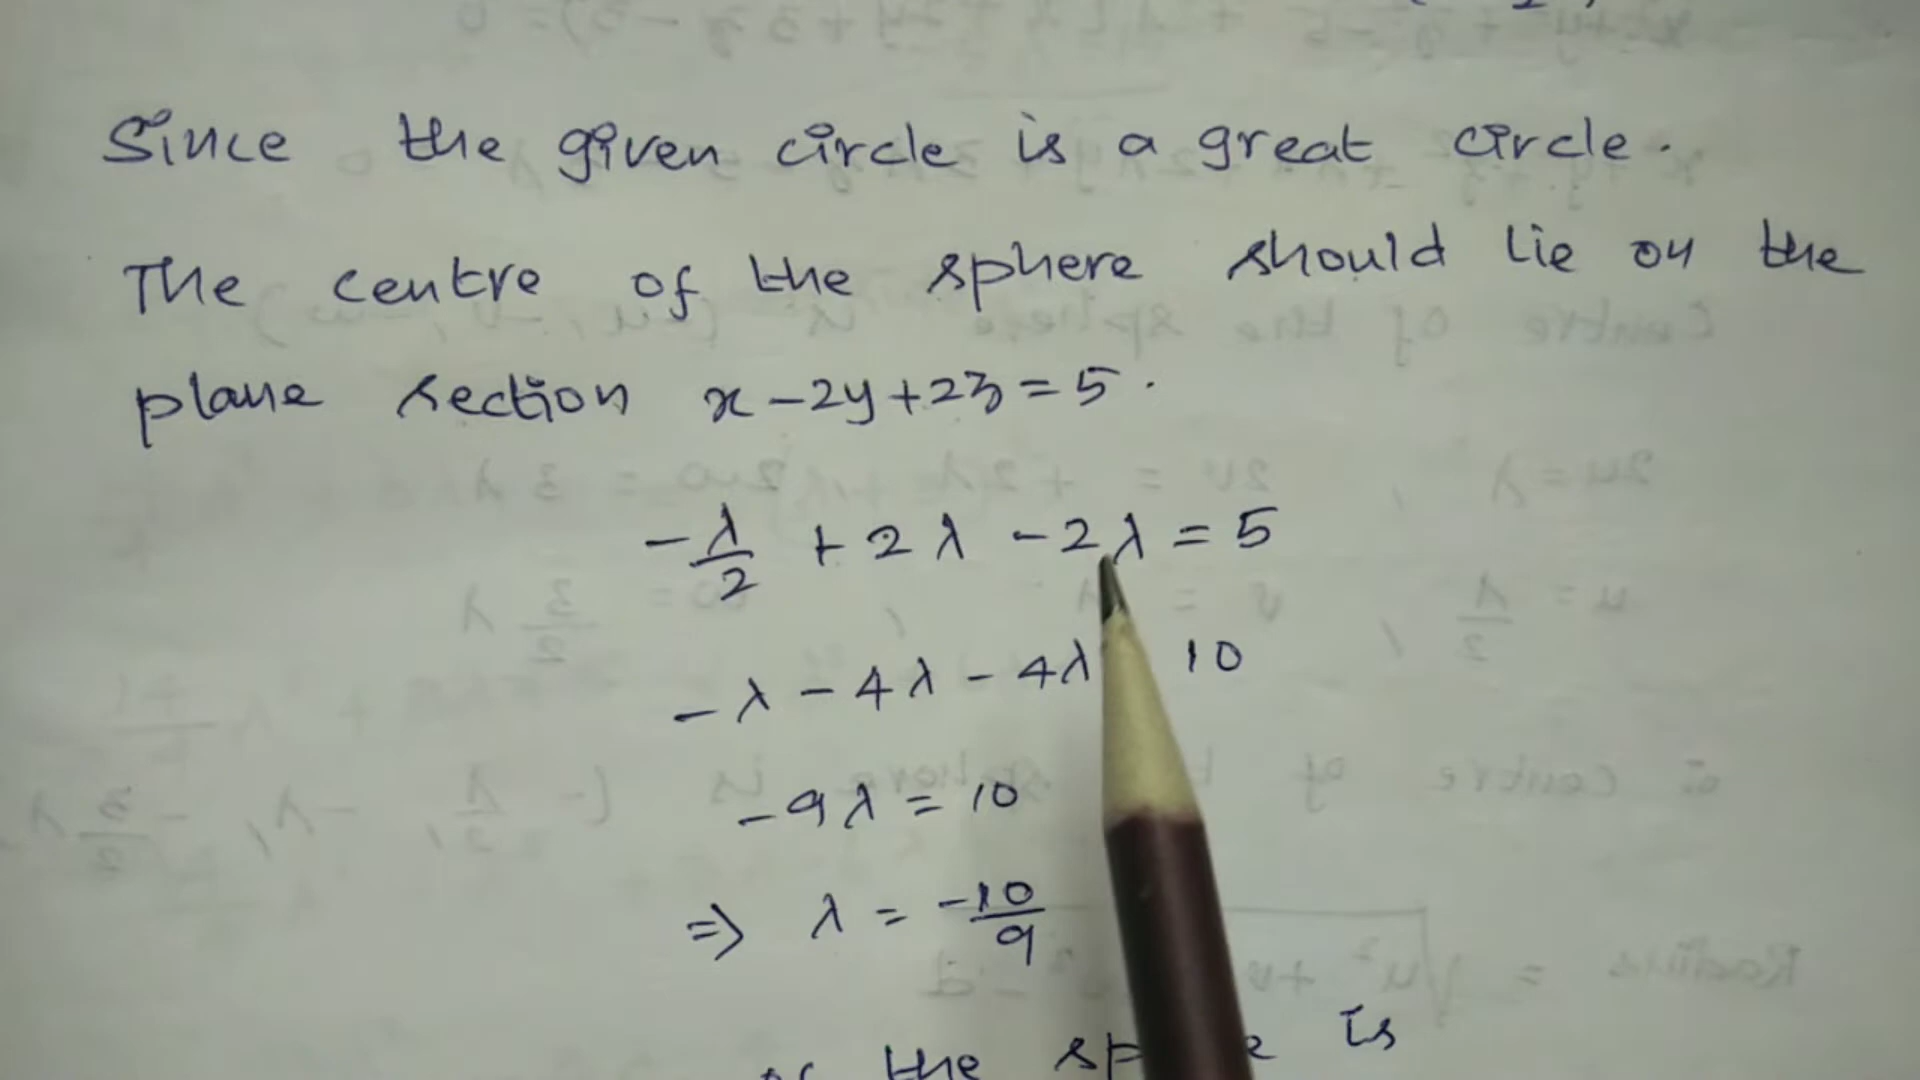 Since the given circle is a great circle.
The centre of the sphere should lie on the
plane section x - 2y + 2z = 5.
-λ/2 + 2λ - 2λ = 5
-λ - 4λ - 4λ 10
-9λ = 10
⇒ λ = -10/9
the is